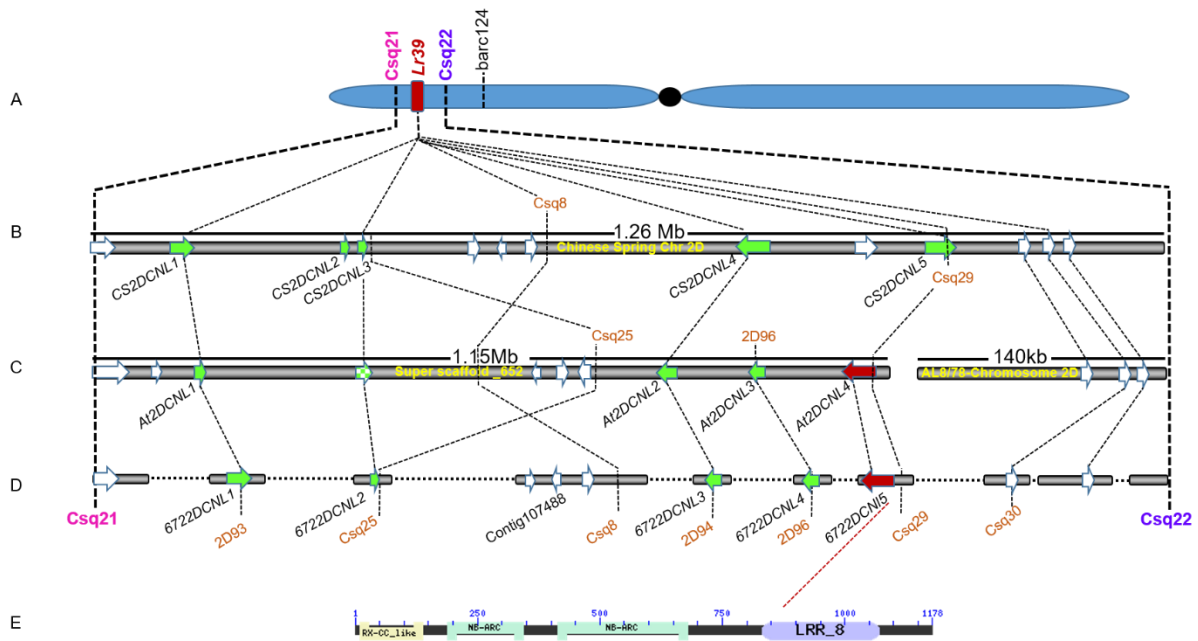 Csq21
Lr39
Csq22
barc124
A
Csq8
B
1.26 Mb
Chinese Spring Chr 2D
CS2DCNL1
CS2DCNL2
CS2DCNL3
CS2DCNL4
CS2DCNL5
Csq29
Csq25
2D96
C
1.15Mb
Super scaffold_652
140kb
AL8/78 Chromosome 2D
At2DCNL1
At2DCNL2
At2DCNL3
At2DCNL4
D
Csq21
6722DCNL1
2D93
6722DCNL2
Csq25
Contig107488
Csq8
6722DCNL3
2D94
6722DCNL4
2D96
6722DCNl5
Csq29
Csq30
Csq22
E
1 250 500 750 1000 1178
RX-CC_like NB-ARC NB-ARC LRR_8